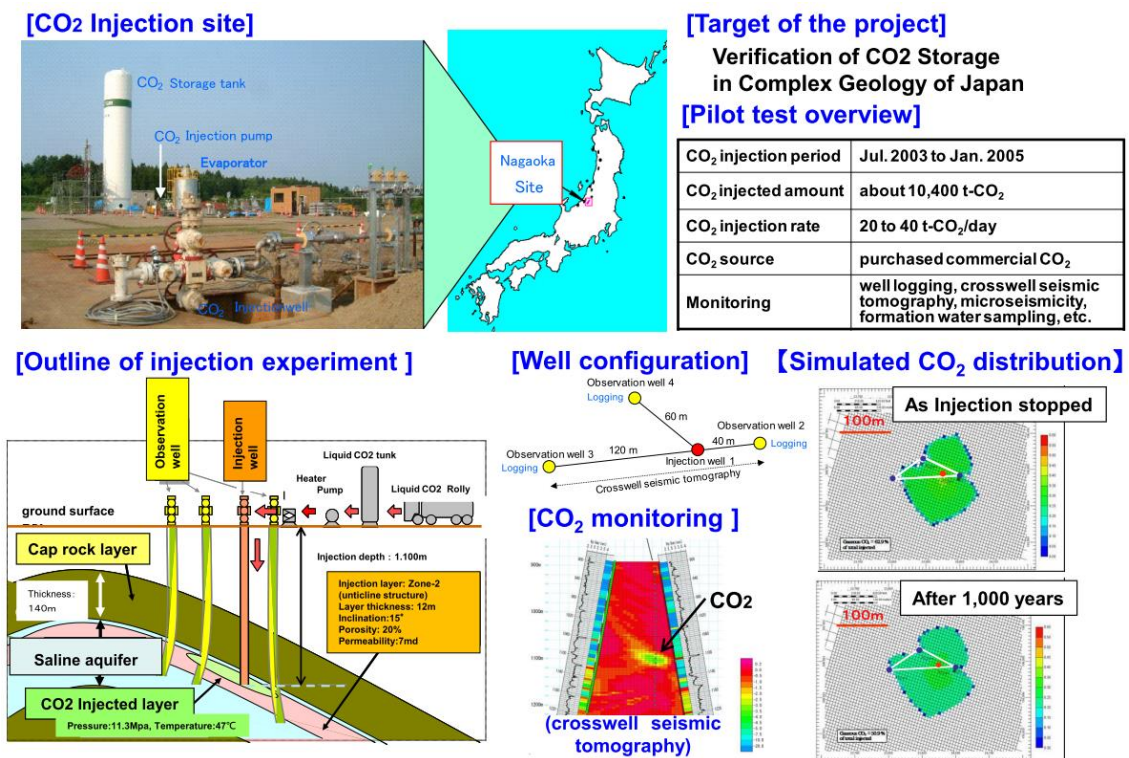 [CO2 Injection site]
CO2 Storage tank
CO2 Injection pump
Evaporator
CO2 Injectionwell
Nagaoka
Site
[Target of the project]
Verification of CO2 Storage
in Complex Geology of Japan
[Pilot test overview]
CO2 injection period Jul. 2003 to Jan. 2005
CO2 injected amount about 10,400 t-CO2
CO2 injection rate 20 to 40 t-CO2/day
CO2 source purchased commercial CO2
Monitoring well logging, crosswell seismic
tomography, microseismicity,
formation water sampling, etc.
[Outline of injection experiment ]
Observation
well
Injection
well
Liquid CO2 tunk
Heater
Pump
Liquid CO2 Rolly
ground surface
Cap rock layer
Injection depth : 1.100m
Thickness:
140m
Injection layer: Zone-2
(unticline structure)
Layer thickness: 12m
Inclination:15°
Porosity: 20%
Permeability:7md
Saline aquifer
CO2 Injected layer
Pressure:11.3Mpa, Temperature:47℃
[Well configuration]
Observation well 4
Logging
60 m
Observation well 2
40 m
Logging
Observation well 3
120 m
Logging
Injection well 1
Crosswell seismic tomography
[CO2 monitoring ]
CO2
(crosswell seismic
tomography)
【Simulated CO2 distribution】
As Injection stopped
100m
After 1,000 years
100m